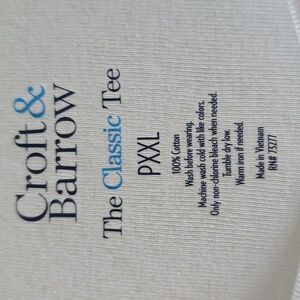 Croft&
Barrow
The Classic Tee
PXXL
100% Cotton
Wash before wearing.
Machine wash cold with like colors.
Only non-chlorine bleach when needed.
Tumble dry low.
Warm iron if needed.
Made in Vietnam
RN# 73277